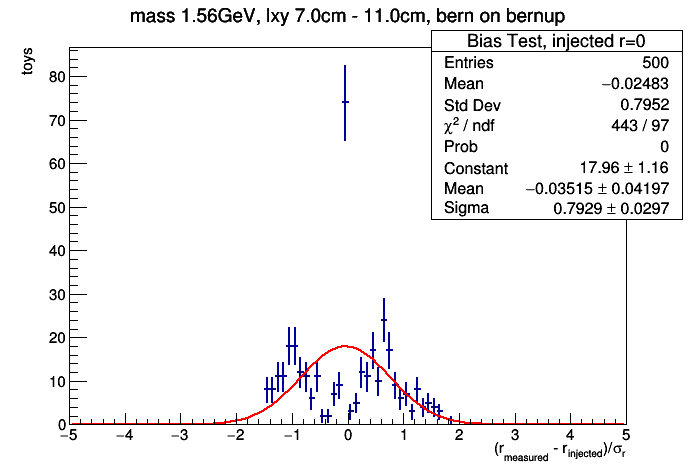 mass 1.56GeV, lxy 7.0cm - 11.0cm, bern on bernup
Bias Test, injected r=0
Entries 500
Mean −0.02483
Std Dev 0.7952
χ² / ndf 443 / 97
Prob 0
Constant 17.96 ± 1.16
Mean −0.03515 ± 0.04197
Sigma 0.7929 ± 0.0297
toys
80
70
60
50
40
30
20
10
0
−5 −4 −3 −2 −1 0 1 2 3 4 5
(r_measured - r_injected)/σ_r